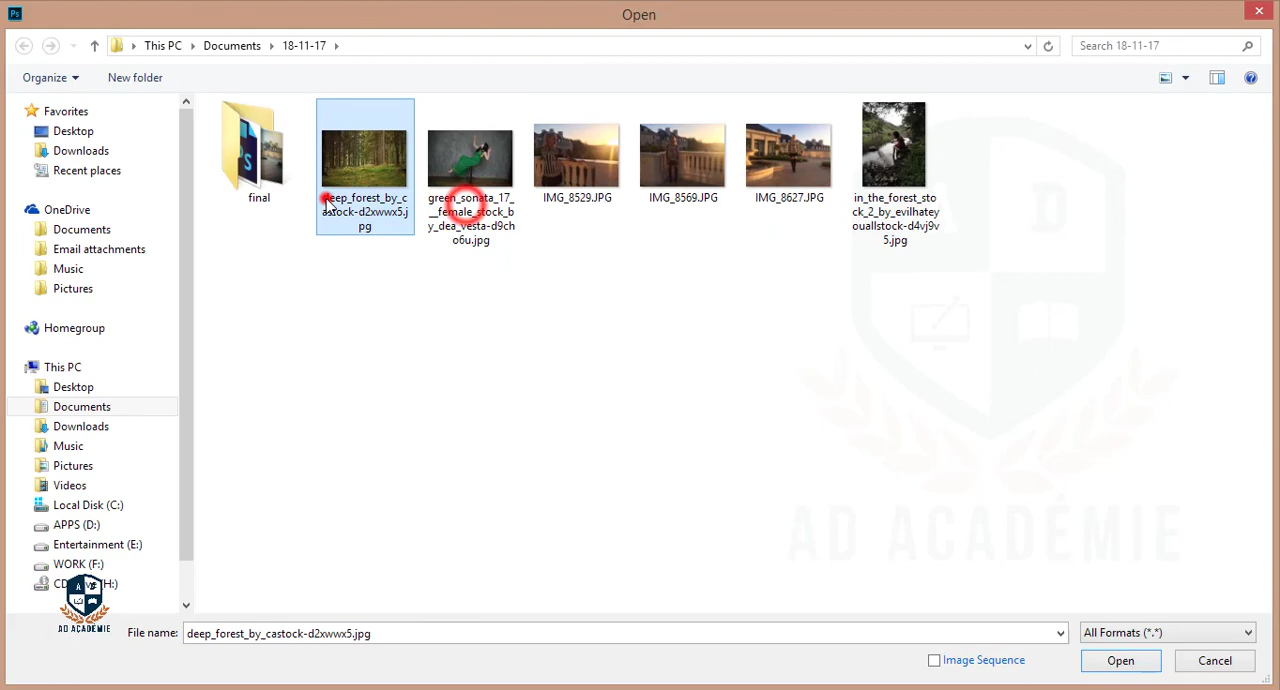 Ps
Open
This PC
Documents
18-11-17
Search 18-11-17
Organize
New folder
Favorites
Desktop
Downloads
Recent places
OneDrive
Documents
Email attachments
Music
Pictures
Homegroup
This PC
Desktop
Documents
Downloads
Music
Pictures
Videos
Local Disk (C:)
APPS (D:)
Entertainment (E:)
WORK (F:)
(H:)
final
deep_forest_by_c
astock-d2xwwx5.j
pg
green_sonata_17_
_female_stock_b
y_dea_vesta-d9ch
o6u.jpg
IMG_8529.JPG
IMG_8569.JPG
IMG_8627.JPG
in_the_forest_sto
ck_2_by_evilhatey
ouallstock-d4vj9v
5.jpg
A D
AD ACADÉMIE
A D
AD ACADÉMIE
File name:
deep_forest_by_castock-d2xwwx5.jpg
All Formats (*.*)
Image Sequence
Open
Cancel